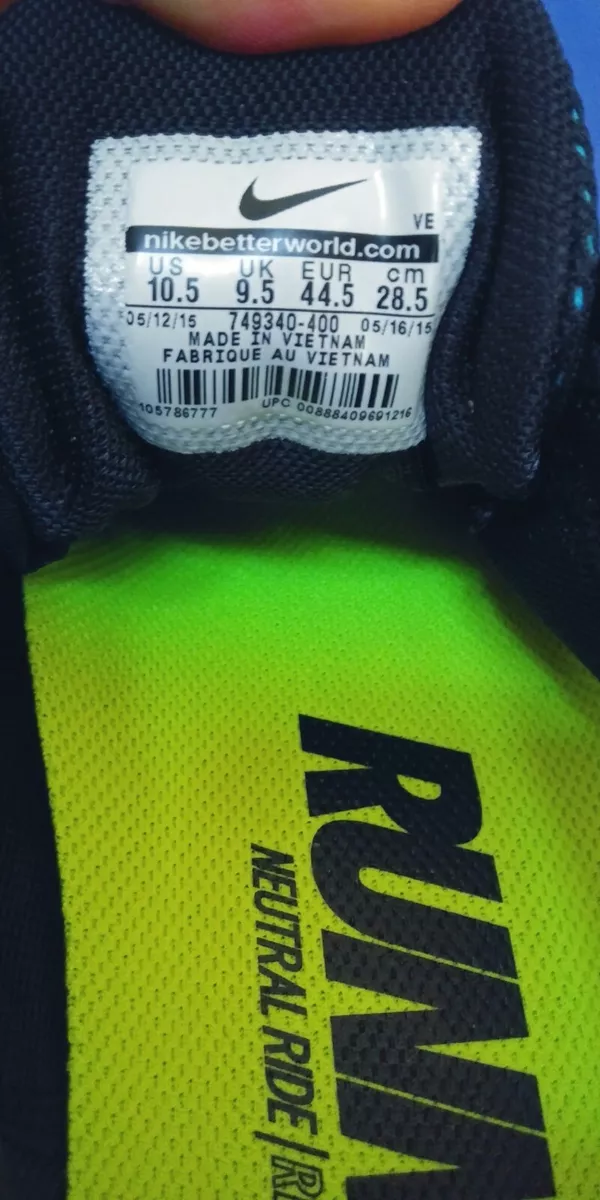 VE
nikebetterworld.com
US UK EUR cm
10.5 9.5 44.5 28.5
05/12/15 749340-400 05/16/15
MADE IN VIETNAM
FABRIQUE AU VIETNAM
105786777 UPC 00888409691216
RUNN
NEUTRAL RIDE |